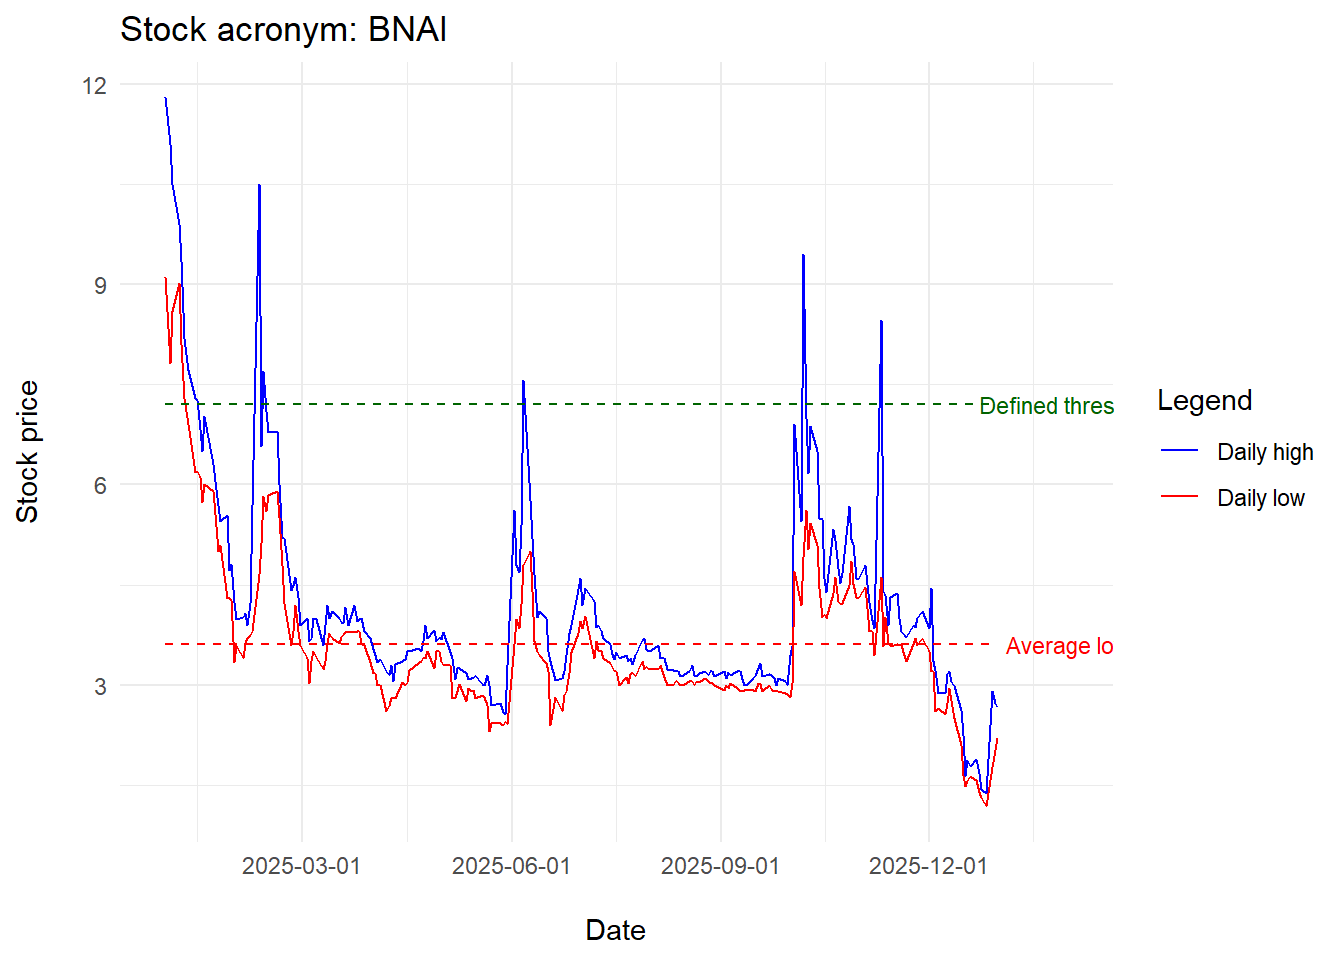 Stock acronym: BNAI
12
9
6
3
Stock price
Defined thres
Average lo
2025-03-01
2025-06-01
2025-09-01
2025-12-01
Date
Legend
Daily high
Daily low